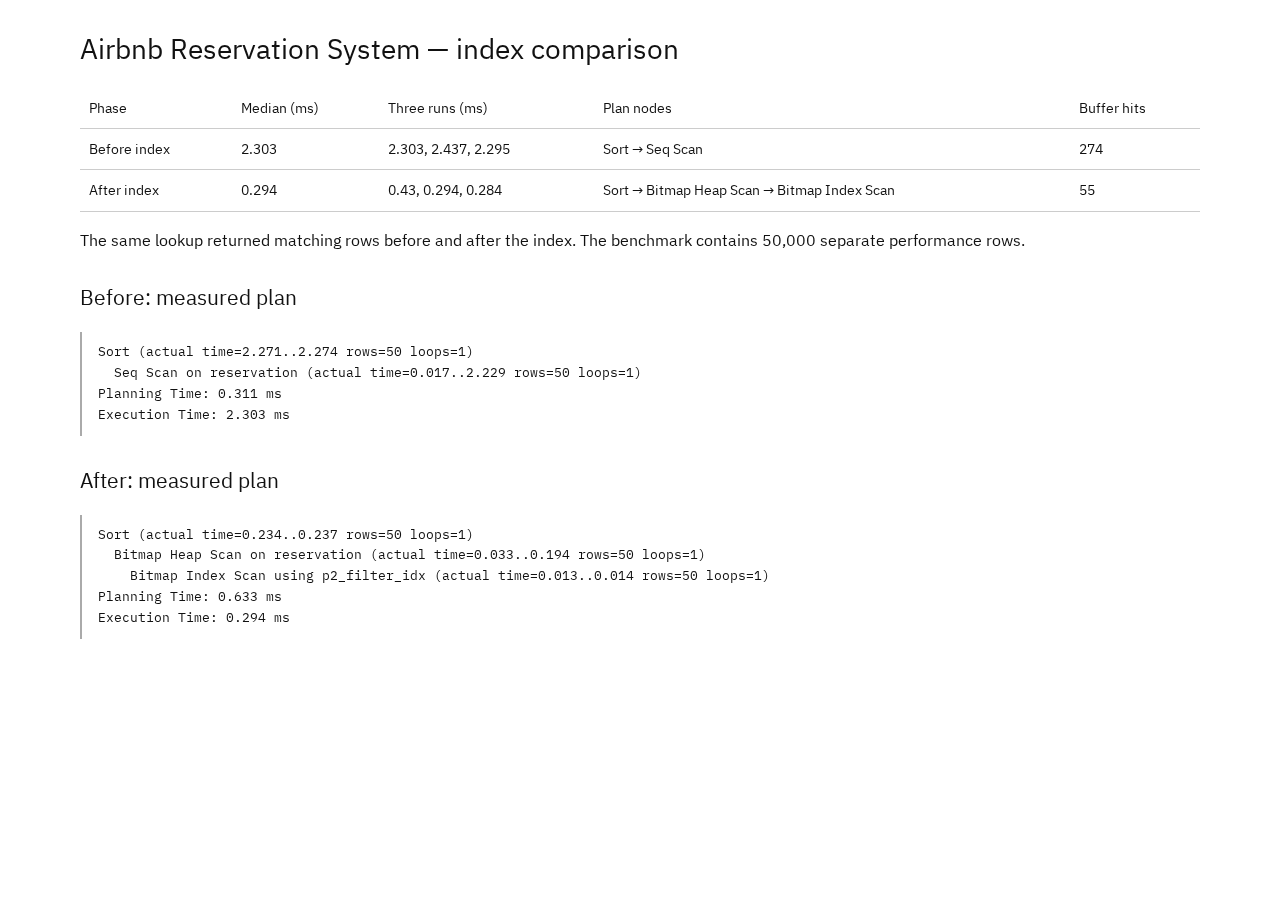 Airbnb Reservation System — index comparison
Phase Median (ms) Three runs (ms) Plan nodes Buffer hits
Before index 2.303 2.303, 2.437, 2.295 Sort → Seq Scan 274
After index 0.294 0.43, 0.294, 0.284 Sort → Bitmap Heap Scan → Bitmap Index Scan 55
The same lookup returned matching rows before and after the index. The benchmark contains 50,000 separate performance rows.
Before: measured plan
Sort (actual time=2.271..2.274 rows=50 loops=1)
Seq Scan on reservation (actual time=0.017..2.229 rows=50 loops=1)
Planning Time: 0.311 ms
Execution Time: 2.303 ms
After: measured plan
Sort (actual time=0.234..0.237 rows=50 loops=1)
Bitmap Heap Scan on reservation (actual time=0.033..0.194 rows=50 loops=1)
Bitmap Index Scan using p2_filter_idx (actual time=0.013..0.014 rows=50 loops=1)
Planning Time: 0.633 ms
Execution Time: 0.294 ms